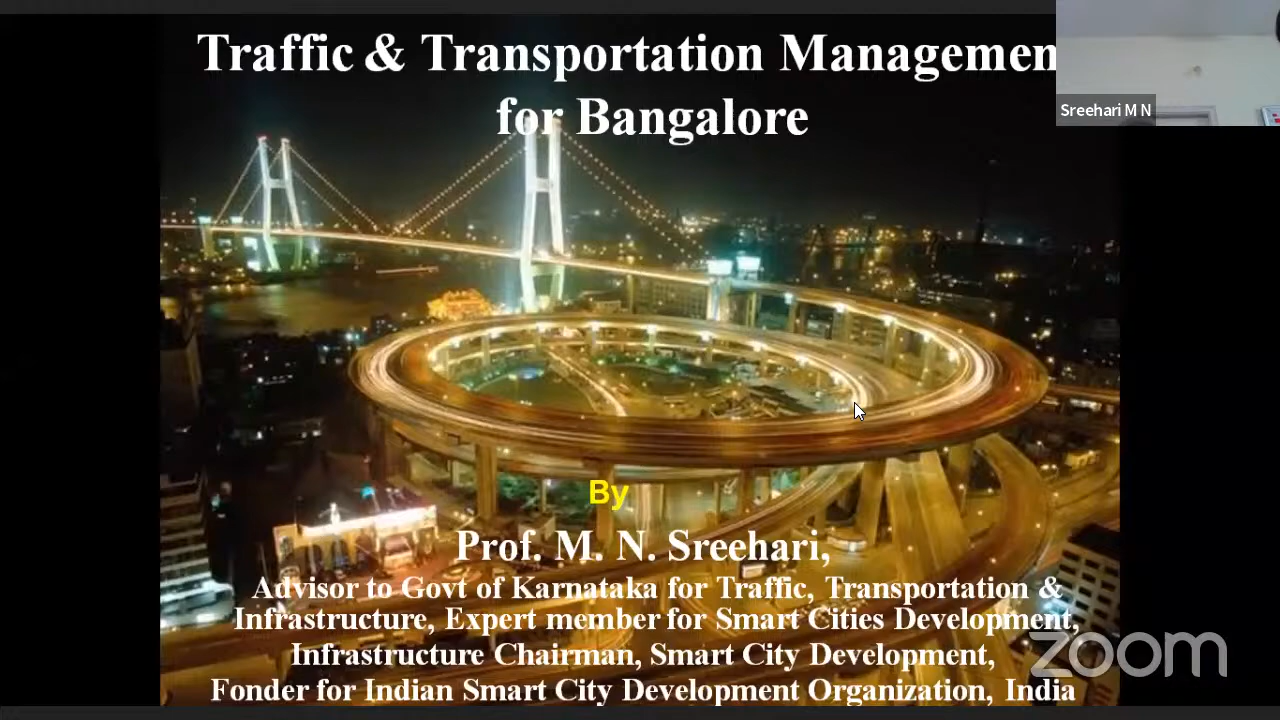 Traffic & Transportation Managemen
for Bangalore
Sreehari M N
By
Prof. M. N. Sreehari,
Advisor to Govt of Karnataka for Traffic, Transportation &
Infrastructure, Expert member for Smart Cities Development,
Infrastructure Chairman, Smart City Development,
Fonder for Indian Smart City Development Organization, India
zoom